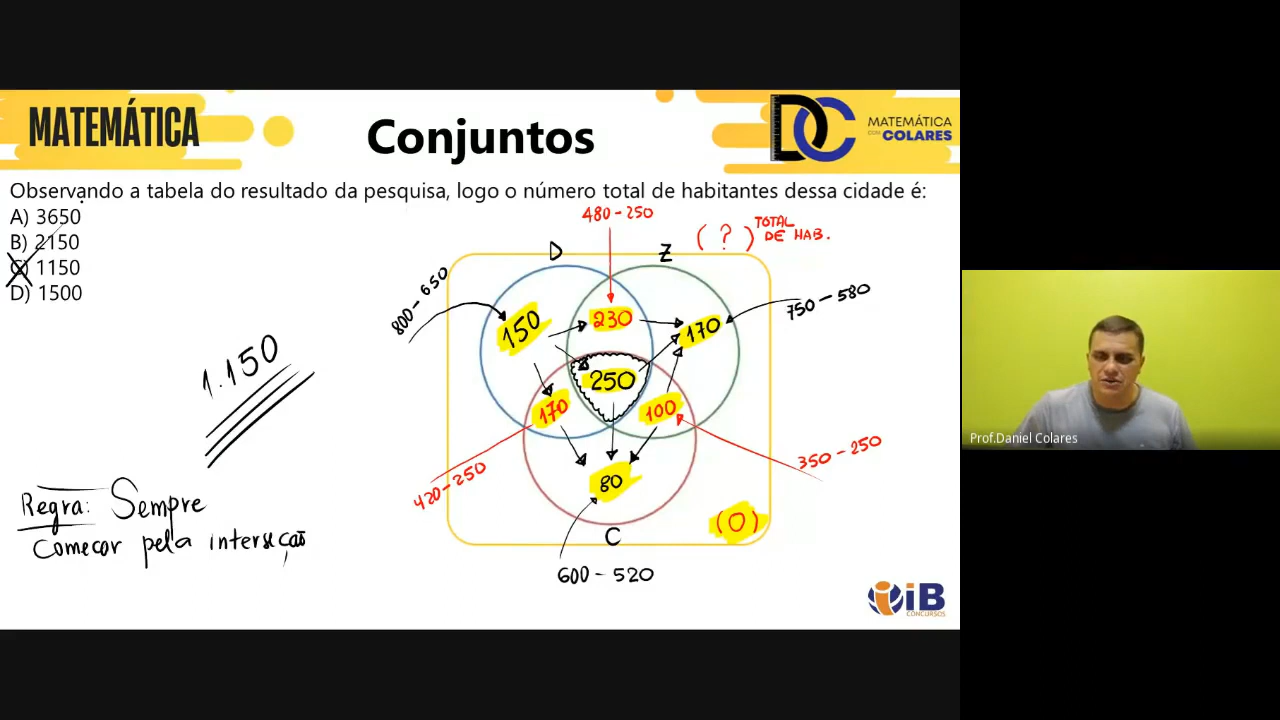 MATEMÁTICA
Conjuntos
DC
MATEMÁTICA
COM COLARES
Observando a tabela do resultado da pesquisa, logo o número total de habitantes dessa cidade é:
A) 3650
B) 2150
C) 1150
D) 1500
480-250
(?) TOTAL
DE HAB.
D
Z
800-650
750-580
150
230
170
250
170
100
80
1.150
420-250
350-250
(0)
C
600-520
Regra: Sempre
Começar pela interseção
iB
CONCURSOS
Prof.Daniel Colares